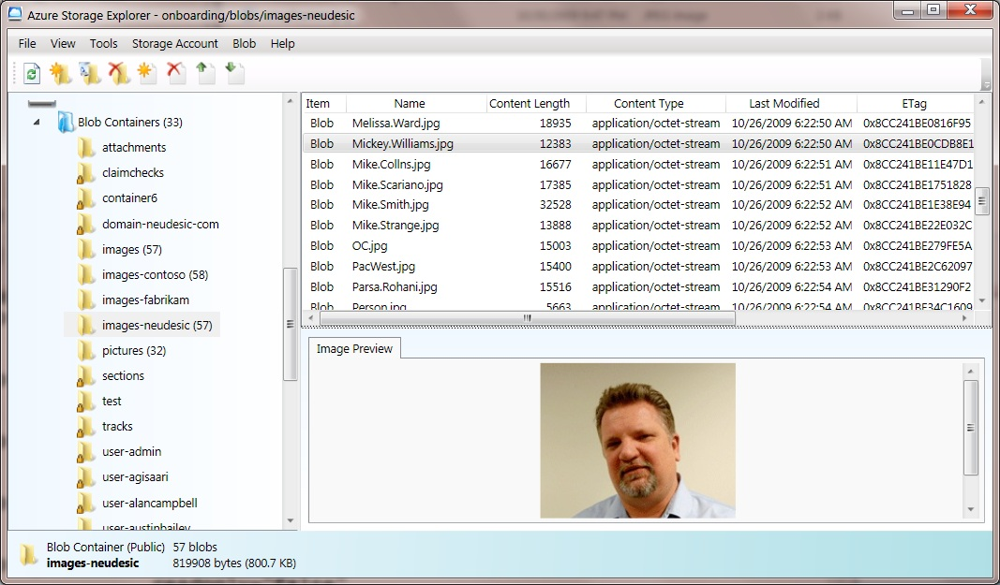 Azure Storage Explorer - onboarding/blobs/images-neudesic
File View Tools Storage Account Blob Help
Blob Containers (33)
attachments
claimchecks
container6
domain-neudesic-com
images (57)
images-contoso (58)
images-fabrikam
images-neudesic (57)
pictures (32)
sections
test
tracks
user-admin
user-agisaari
user-alancampbell
user-austinbailey
Item Name Content Length Content Type Last Modified ETag
Blob Melissa.Ward.jpg 18935 application/octet-stream 10/26/2009 6:22:50 AM 0x8CC241BE0816F95
Blob Mickey.Williams.jpg 12383 application/octet-stream 10/26/2009 6:22:50 AM 0x8CC241BE0CDB8E1
Blob Mike.Collns.jpg 16677 application/octet-stream 10/26/2009 6:22:51 AM 0x8CC241BE11E47D1
Blob Mike.Scariano.jpg 17385 application/octet-stream 10/26/2009 6:22:51 AM 0x8CC241BE1751828
Blob Mike.Smith.jpg 32528 application/octet-stream 10/26/2009 6:22:52 AM 0x8CC241BE1E38E94
Blob Mike.Strange.jpg 13888 application/octet-stream 10/26/2009 6:22:52 AM 0x8CC241BE22E032C
Blob OC.jpg 15003 application/octet-stream 10/26/2009 6:22:53 AM 0x8CC241BE279FE5A
Blob PacWest.jpg 15400 application/octet-stream 10/26/2009 6:22:53 AM 0x8CC241BE2C62097
Blob Parsa.Rohani.jpg 15516 application/octet-stream 10/26/2009 6:22:54 AM 0x8CC241BE31290F2
Blob Person.jpg 5663 application/octet-stream 10/26/2009 6:22:54 AM 0x8CC241BE34C1609
Image Preview
Blob Container (Public) 57 blobs
images-neudesic 819908 bytes (800.7 KB)